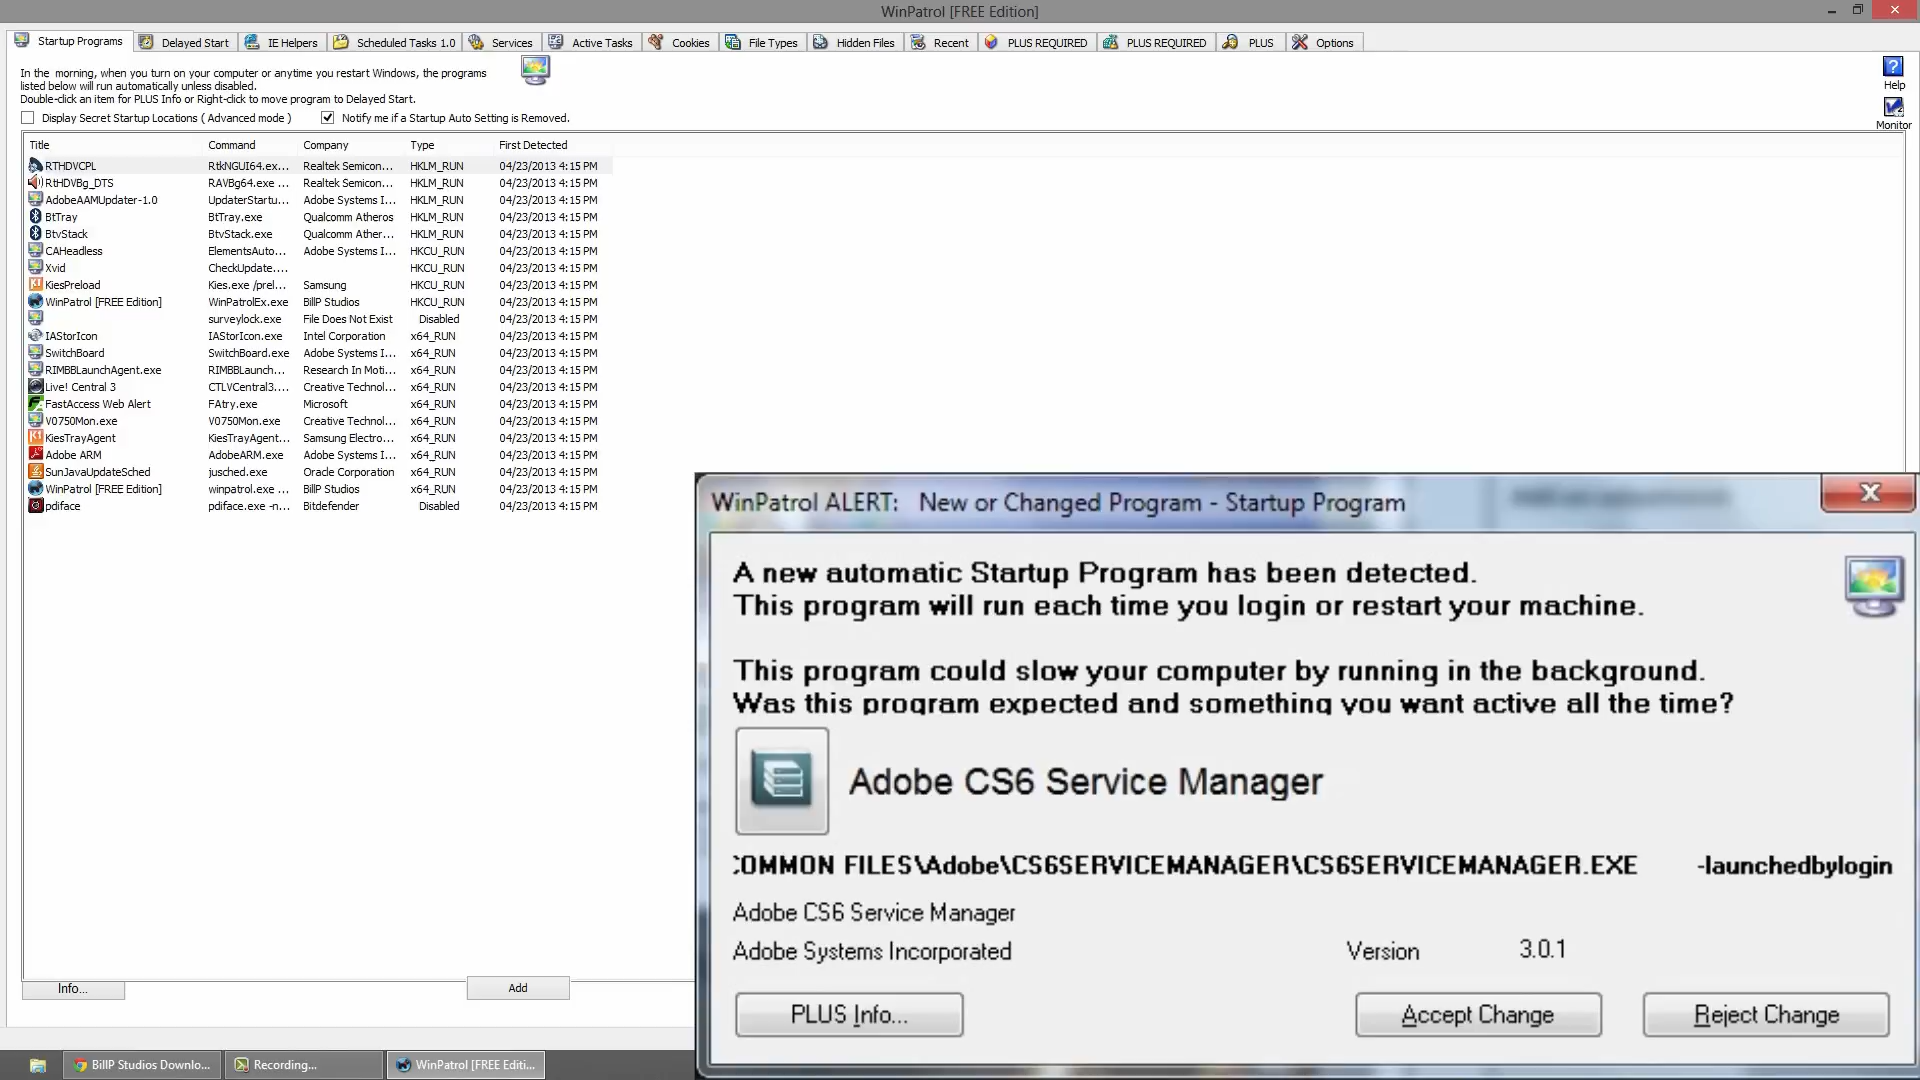 WinPatrol [FREE Edition]
Startup Programs Delayed Start IE Helpers Scheduled Tasks 1.0 Services Active Tasks Cookies File Types Hidden Files Recent PLUS REQUIRED PLUS REQUIRED PLUS Options
In the morning, when you turn on your computer or anytime you restart Windows, the programs
listed below will run automatically unless disabled.
Double-click an item for PLUS Info or Right-click to move program to Delayed Start.
Help
Display Secret Startup Locations ( Advanced mode ) Notify me if a Startup Auto Setting is Removed.
Monitor
Title Command Company Type First Detected
RTHDVCPL RtkNGUI64.ex... Realtek Semicon... HKLM_RUN 04/23/2013 4:15 PM
RtHDVBg_DTS RAVBg64.exe ... Realtek Semicon... HKLM_RUN 04/23/2013 4:15 PM
AdobeAAMUpdater-1.0 UpdaterStartu... Adobe Systems I... HKLM_RUN 04/23/2013 4:15 PM
BtTray BtTray.exe Qualcomm Atheros HKLM_RUN 04/23/2013 4:15 PM
BtvStack BtvStack.exe Qualcomm Ather... HKLM_RUN 04/23/2013 4:15 PM
CAHeadless ElementsAuto... Adobe Systems I... HKCU_RUN 04/23/2013 4:15 PM
Xvid CheckUpdate.... HKCU_RUN 04/23/2013 4:15 PM
KiesPreload Kies.exe /prel... Samsung HKCU_RUN 04/23/2013 4:15 PM
WinPatrol [FREE Edition] WinPatrolEx.exe BillP Studios HKCU_RUN 04/23/2013 4:15 PM
surveylock.exe File Does Not Exist Disabled 04/23/2013 4:15 PM
IAStorIcon IAStorIcon.exe Intel Corporation x64_RUN 04/23/2013 4:15 PM
SwitchBoard SwitchBoard.exe Adobe Systems I... x64_RUN 04/23/2013 4:15 PM
RIMBBLaunchAgent.exe RIMBBLaunch... Research In Moti... x64_RUN 04/23/2013 4:15 PM
Live! Central 3 CTLVCentral3.... Creative Technol... x64_RUN 04/23/2013 4:15 PM
FastAccess Web Alert FAtry.exe Microsoft x64_RUN 04/23/2013 4:15 PM
V0750Mon.exe V0750Mon.exe Creative Technol... x64_RUN 04/23/2013 4:15 PM
KiesTrayAgent KiesTrayAgent... Samsung Electro... x64_RUN 04/23/2013 4:15 PM
Adobe ARM AdobeARM.exe Adobe Systems I... x64_RUN 04/23/2013 4:15 PM
SunJavaUpdateSched jusched.exe Oracle Corporation x64_RUN 04/23/2013 4:15 PM
WinPatrol [FREE Edition] winpatrol.exe ... BillP Studios x64_RUN 04/23/2013 4:15 PM
pdiface pdiface.exe -n... Bitdefender Disabled 04/23/2013 4:15 PM
WinPatrol ALERT: New or Changed Program - Startup Program
A new automatic Startup Program has been detected.
This program will run each time you login or restart your machine.
This program could slow your computer by running in the background.
Was this program expected and something you want active all the time?
Adobe CS6 Service Manager
COMMON FILES\Adobe\CS6SERVICEMANAGER\CS6SERVICEMANAGER.EXE -launchedbylogin
Adobe CS6 Service Manager
Adobe Systems Incorporated Version 3.0.1
PLUS Info... Accept Change Reject Change
Info... Add
BillP Studios Downlo... Recording... WinPatrol [FREE Editi...